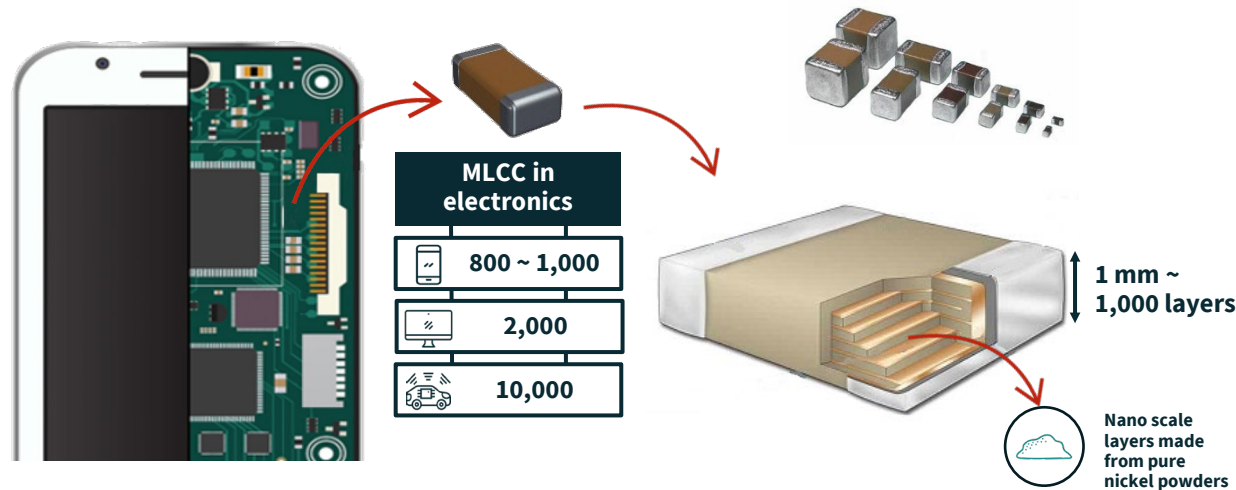 MLCC in
electronics
800 ~ 1,000
2,000
10,000
1 mm ~
1,000 layers
Nano scale
layers made
from pure
nickel powders